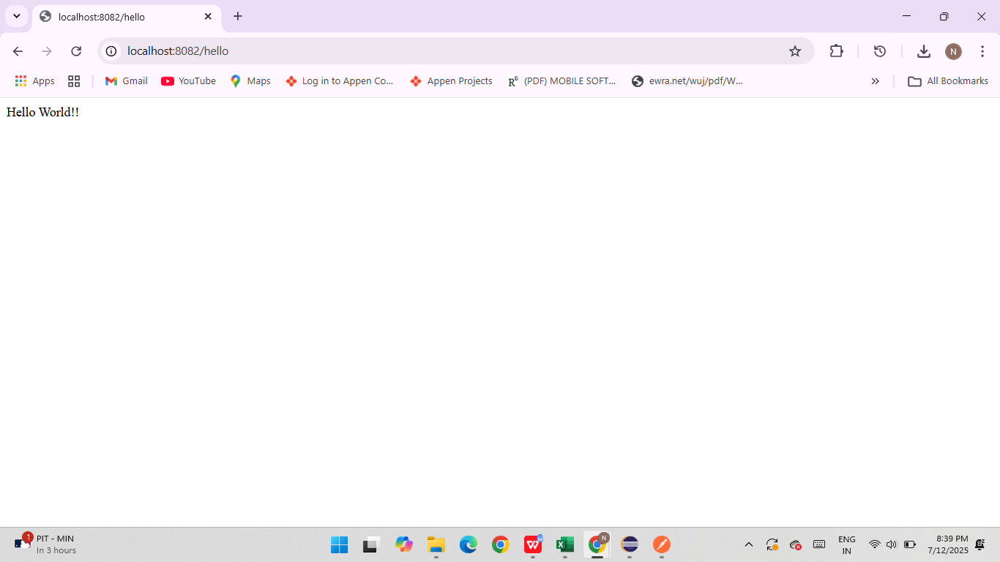 localhost:8082/hello
localhost:8082/hello
N
Apps
Gmail
YouTube
Maps
Log in to Appen Co...
Appen Projects
(PDF) MOBILE SOFT...
ewra.net/wuj/pdf/W...
All Bookmarks
Hello World!!
1
PIT - MIN
In 3 hours
N
ENG
IN
8:39 PM
7/12/2025